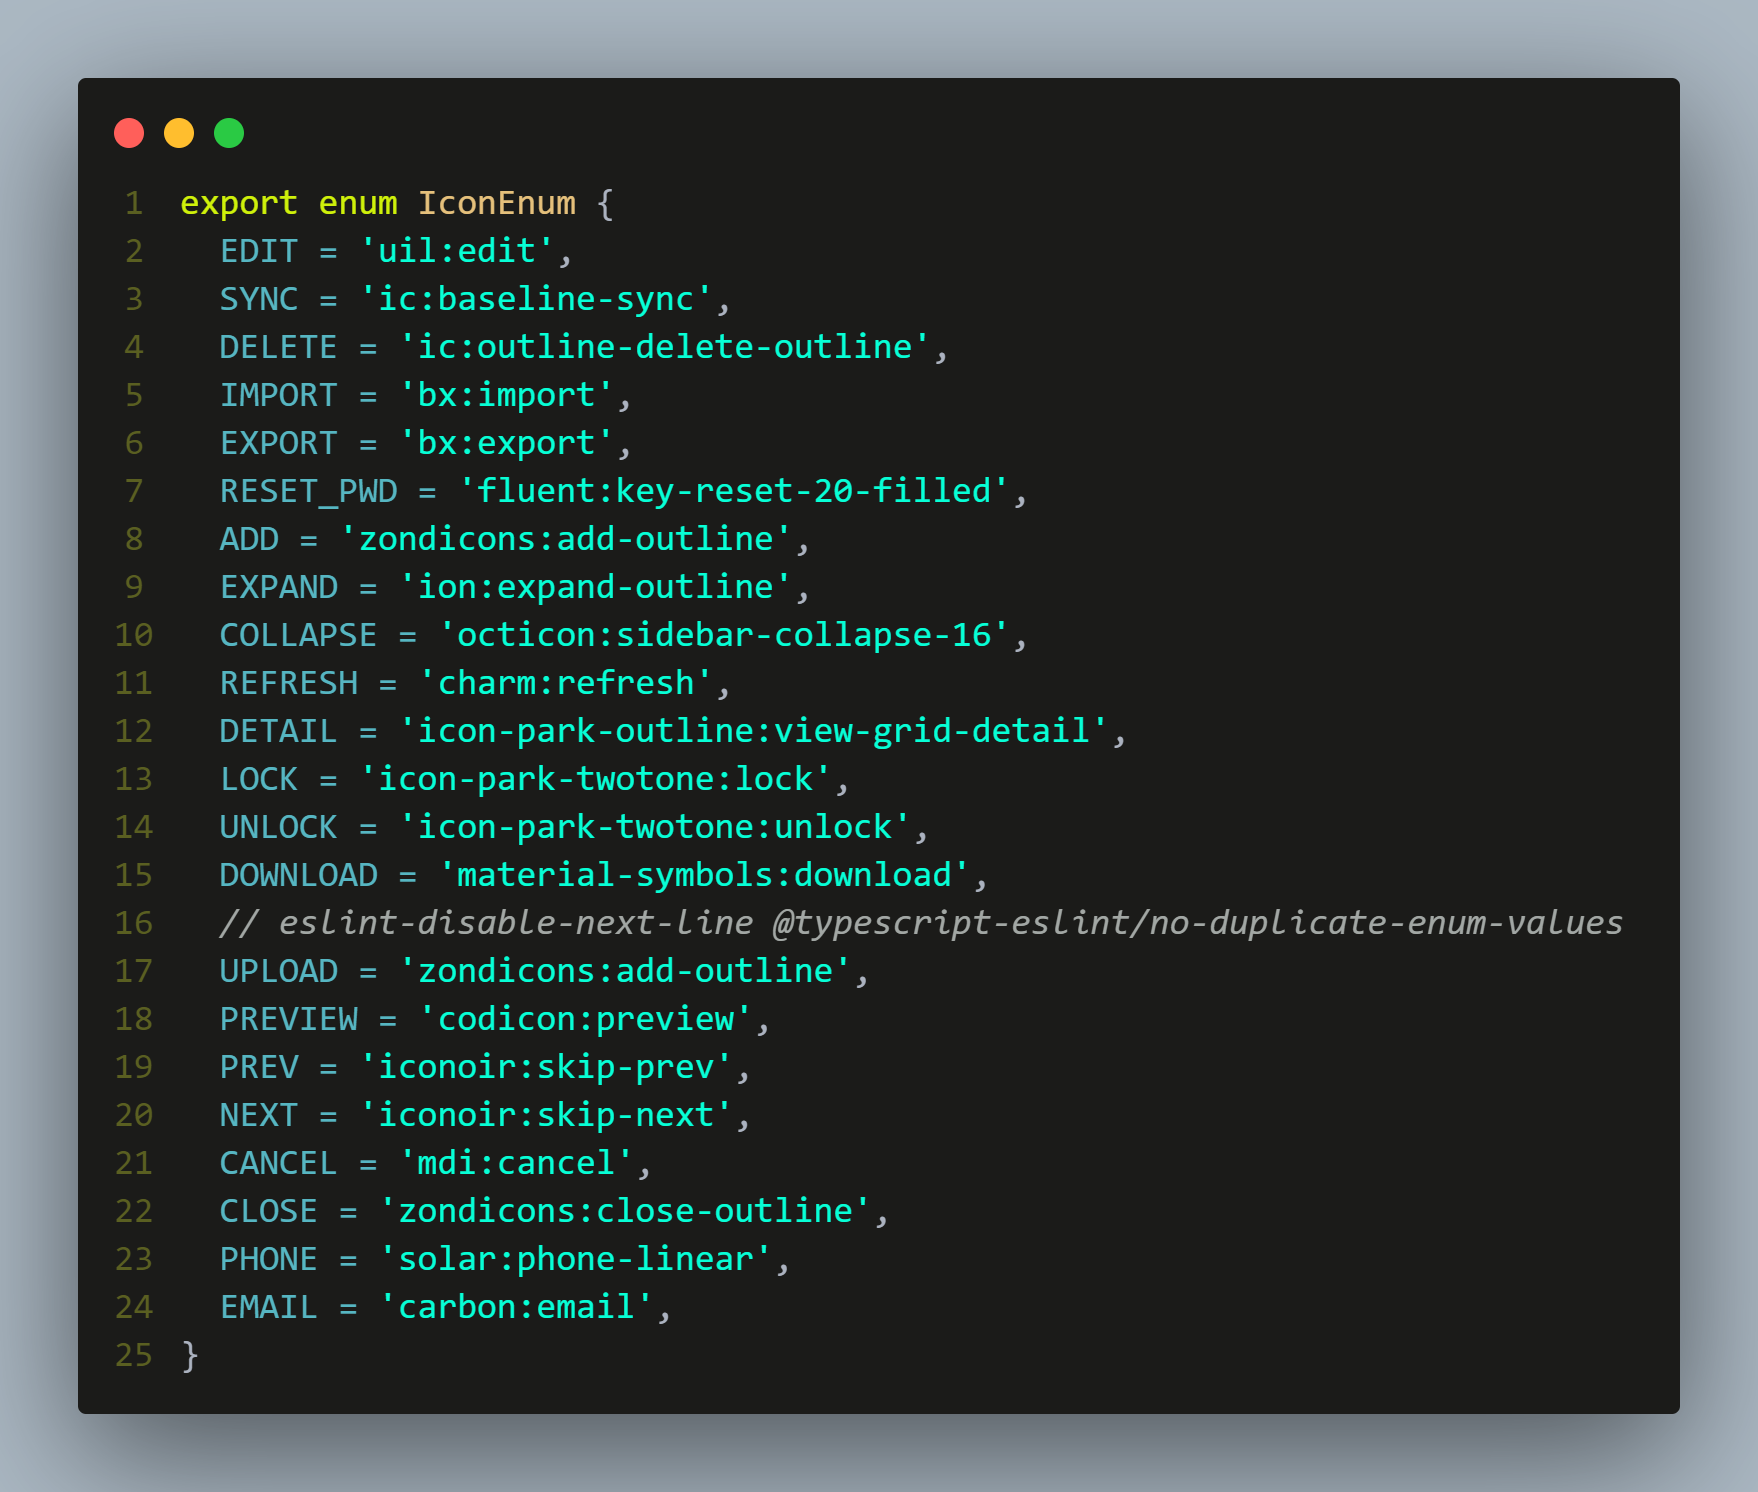 1 export enum IconEnum {
2   EDIT = 'uil:edit',
3   SYNC = 'ic:baseline-sync',
4   DELETE = 'ic:outline-delete-outline',
5   IMPORT = 'bx:import',
6   EXPORT = 'bx:export',
7   RESET_PWD = 'fluent:key-reset-20-filled',
8   ADD = 'zondicons:add-outline',
9   EXPAND = 'ion:expand-outline',
10   COLLAPSE = 'octicon:sidebar-collapse-16',
11   REFRESH = 'charm:refresh',
12   DETAIL = 'icon-park-outline:view-grid-detail',
13   LOCK = 'icon-park-twotone:lock',
14   UNLOCK = 'icon-park-twotone:unlock',
15   DOWNLOAD = 'material-symbols:download',
16   // eslint-disable-next-line @typescript-eslint/no-duplicate-enum-values
17   UPLOAD = 'zondicons:add-outline',
18   PREVIEW = 'codicon:preview',
19   PREV = 'iconoir:skip-prev',
20   NEXT = 'iconoir:skip-next',
21   CANCEL = 'mdi:cancel',
22   CLOSE = 'zondicons:close-outline',
23   PHONE = 'solar:phone-linear',
24   EMAIL = 'carbon:email',
25 }